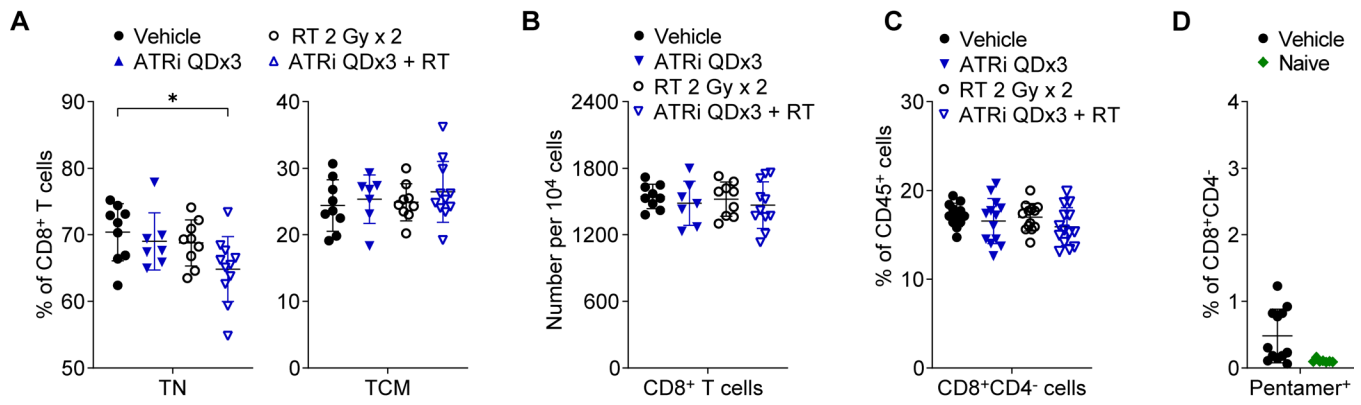 A
● Vehicle ○ RT 2 Gy x 2
▲ ATRi QDx3 △ ATRi QDx3 + RT
% of CD8⁺ T cells
90
80
70
60
50
*
TN
40
30
20
10
0
TCM
B
● Vehicle
▼ ATRi QDx3
○ RT 2 Gy x 2
▽ ATRi QDx3 + RT
Number per 10⁴ cells
2400
1800
1200
600
0
CD8⁺ T cells
C
● Vehicle
▼ ATRi QDx3
○ RT 2 Gy x 2
▽ ATRi QDx3 + RT
% of CD45⁺ cells
30
20
10
0
CD8⁺CD4⁻ cells
D
● Vehicle
◆ Naive
% of CD8⁺CD4⁻
4
3
2
1
0
Pentamer⁺